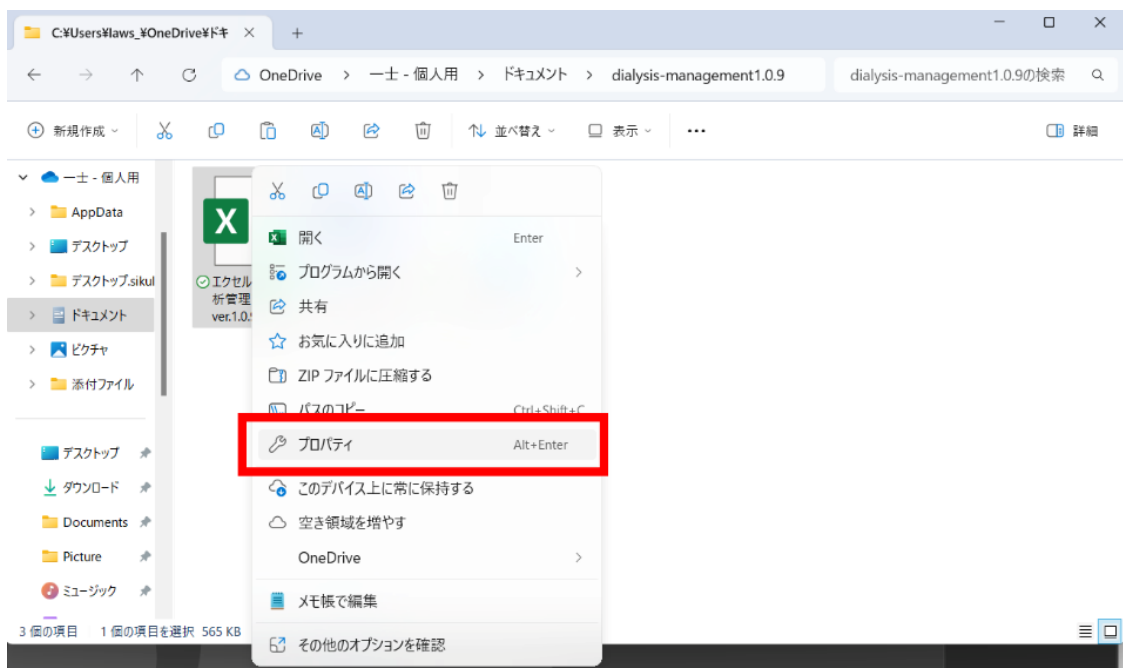 C:¥Users¥laws_¥OneDrive¥ドキ
OneDrive > 一士 - 個人用 > ドキュメント > dialysis-management1.0.9
dialysis-management1.0.9の検索
新規作成
並べ替え
表示
詳細
一士 - 個人用
AppData
デスクトップ
デスクトップ.sikul
ドキュメント
ピクチャ
添付ファイル
デスクトップ
ダウンロード
Documents
Picture
ミュージック
エクセル
析管理
ver.1.0.
開く Enter
プログラムから開く
共有
お気に入りに追加
ZIP ファイルに圧縮する
パスのコピー Ctrl+Shift+C
プロパティ Alt+Enter
このデバイス上に常に保持する
空き領域を増やす
OneDrive
メモ帳で編集
その他のオプションを確認
3 個の項目 1 個の項目を選択 565 KB